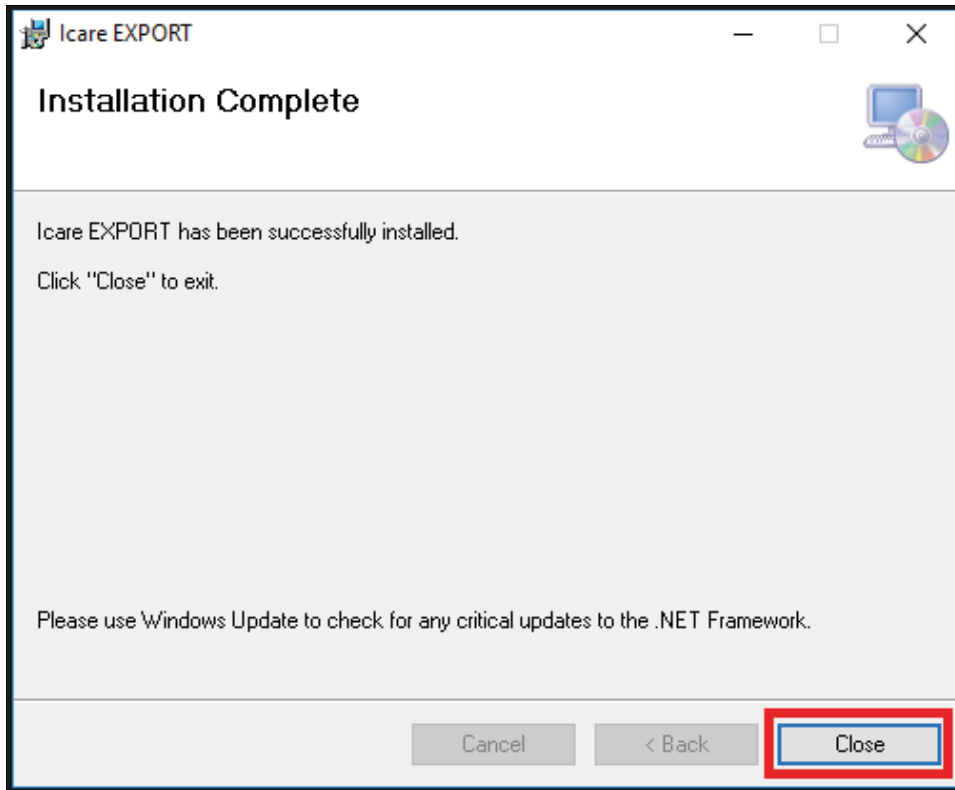 Icare EXPORT
Installation Complete
Icare EXPORT has been successfully installed.
Click "Close" to exit.
Please use Windows Update to check for any critical updates to the .NET Framework.
Cancel
< Back
Close